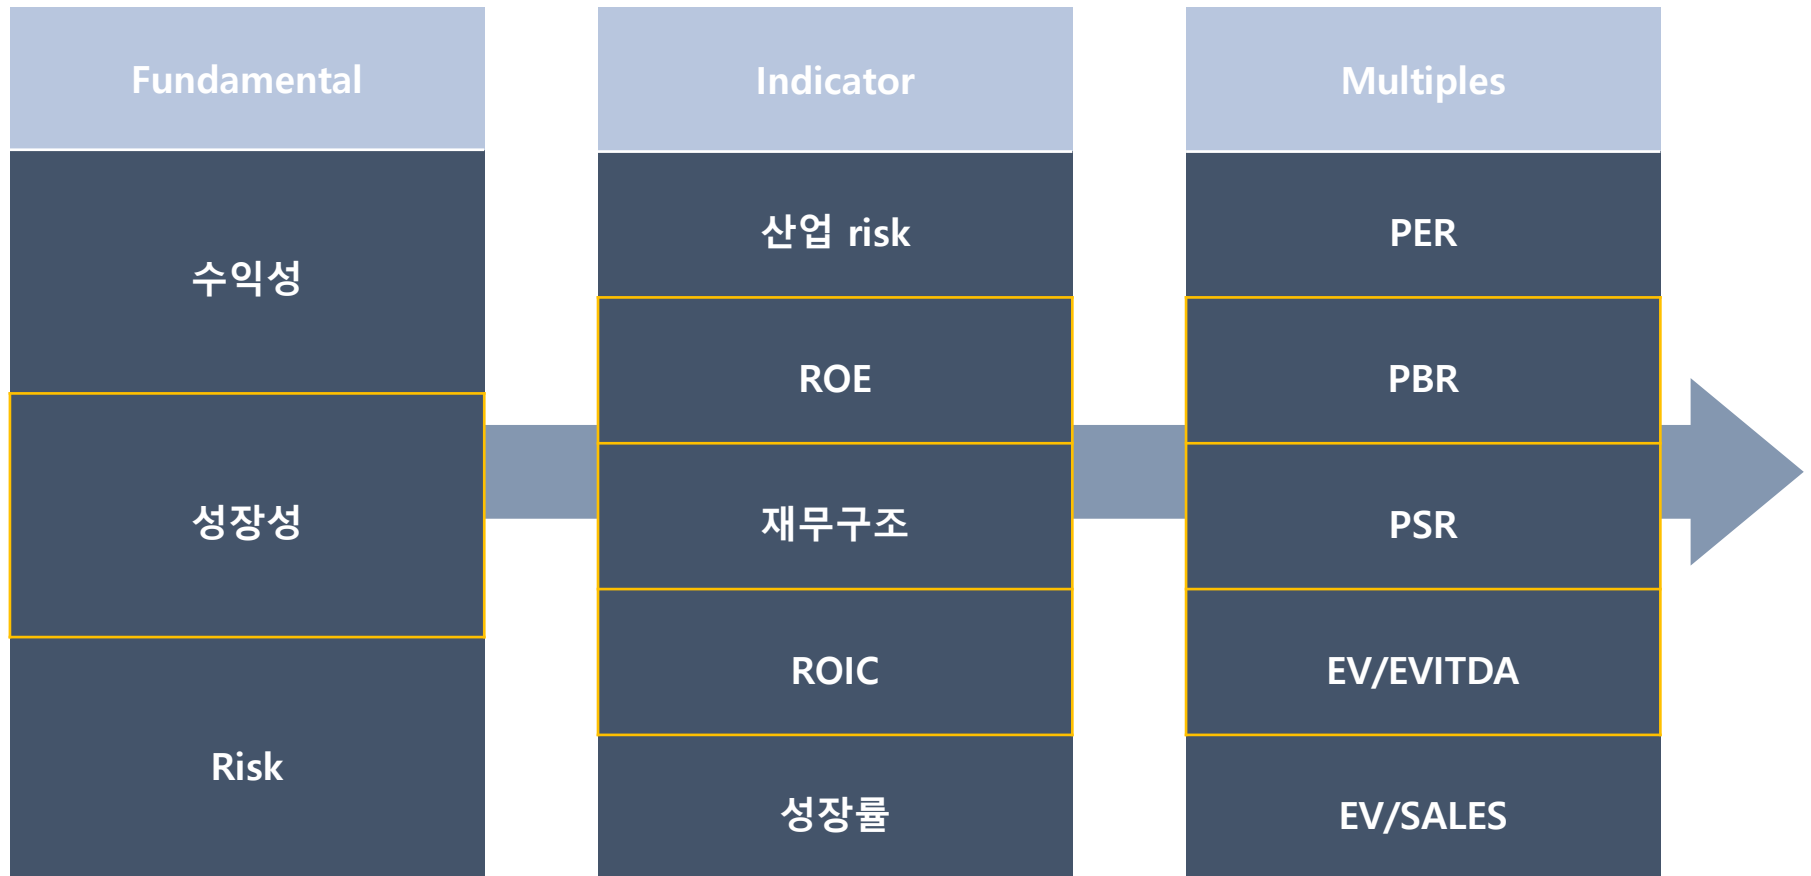 Fundamental
수익성
성장성
Risk
Indicator
산업 risk
ROE
재무구조
ROIC
성장률
Multiples
PER
PBR
PSR
EV/EVITDA
EV/SALES